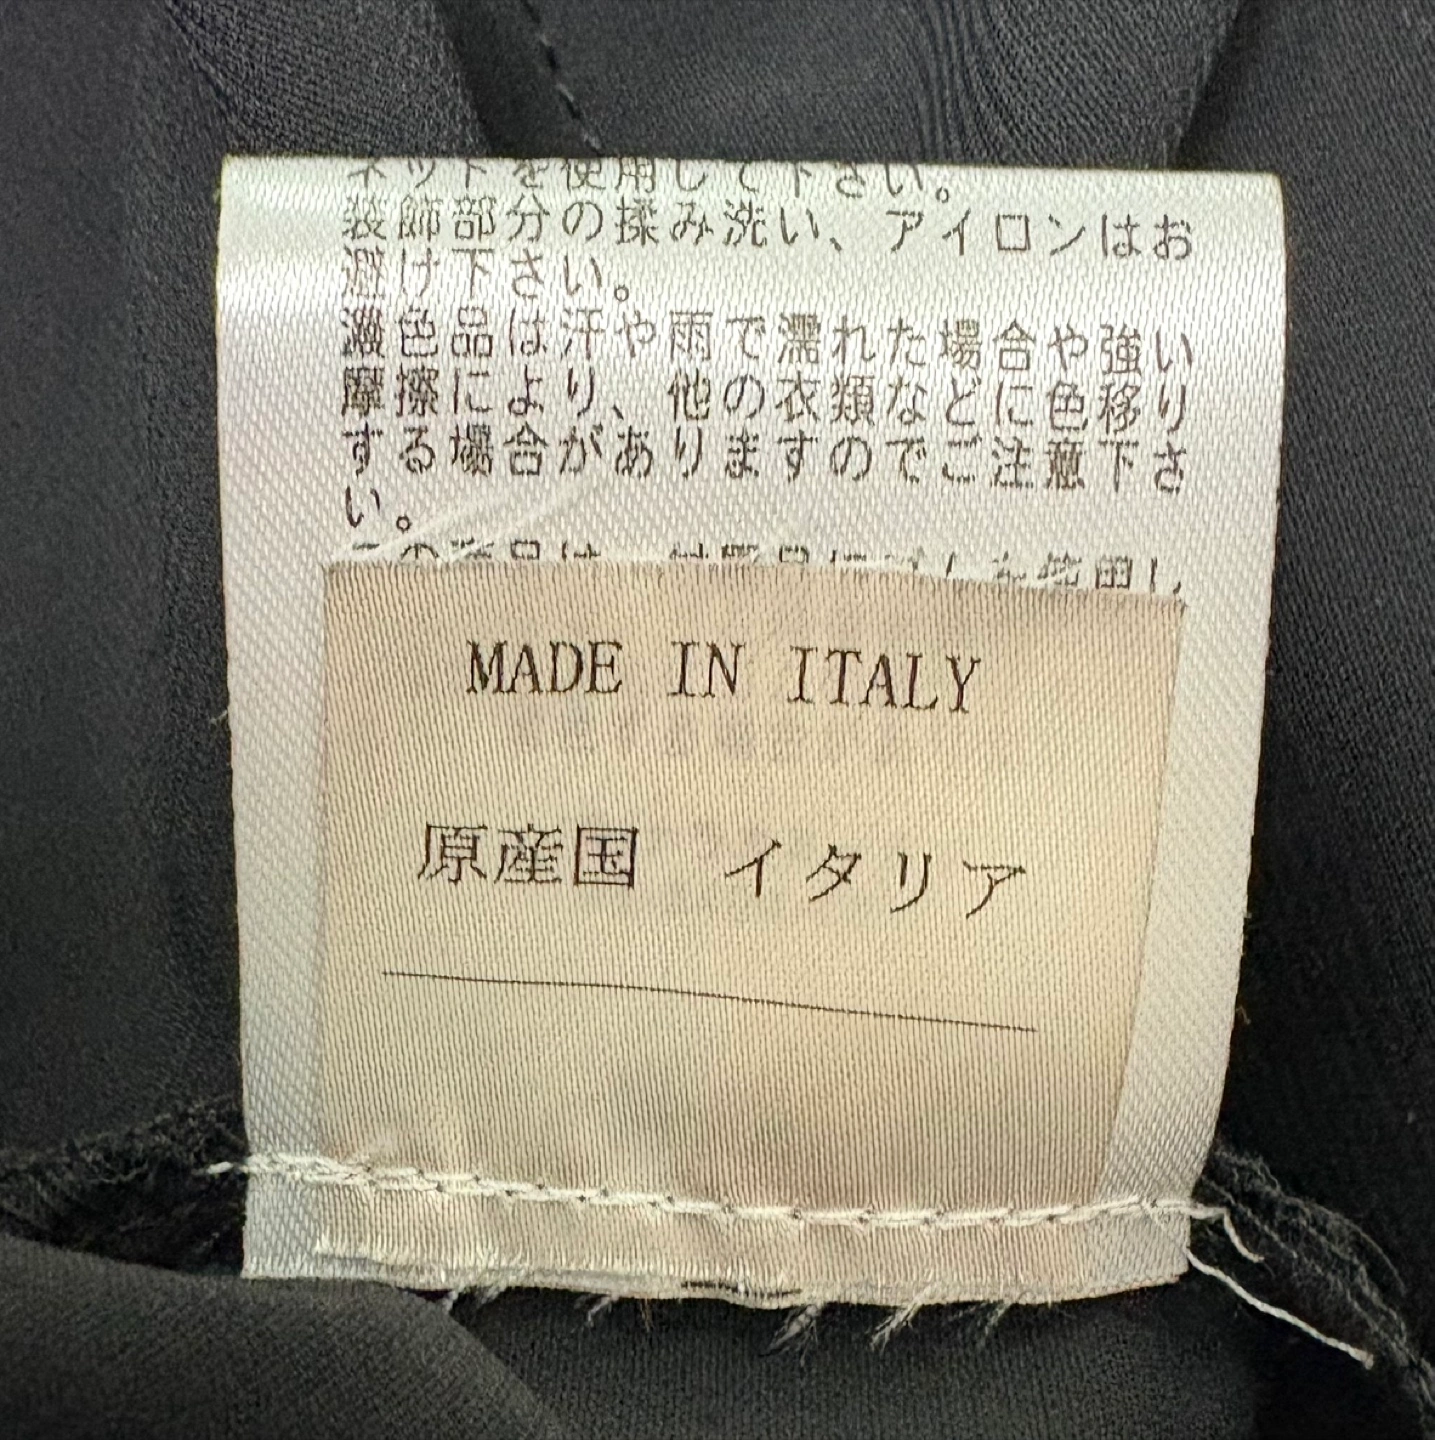 ネットを使用して下さい。
装飾部分の揉み洗い、アイロンはお
避け下さい。
濃色品は汗や雨で濡れた場合や強い
摩擦により、他の衣類などに色移り
する場合がありますのでご注意下さ
い。
MADE IN ITALY
原産国 イタリア